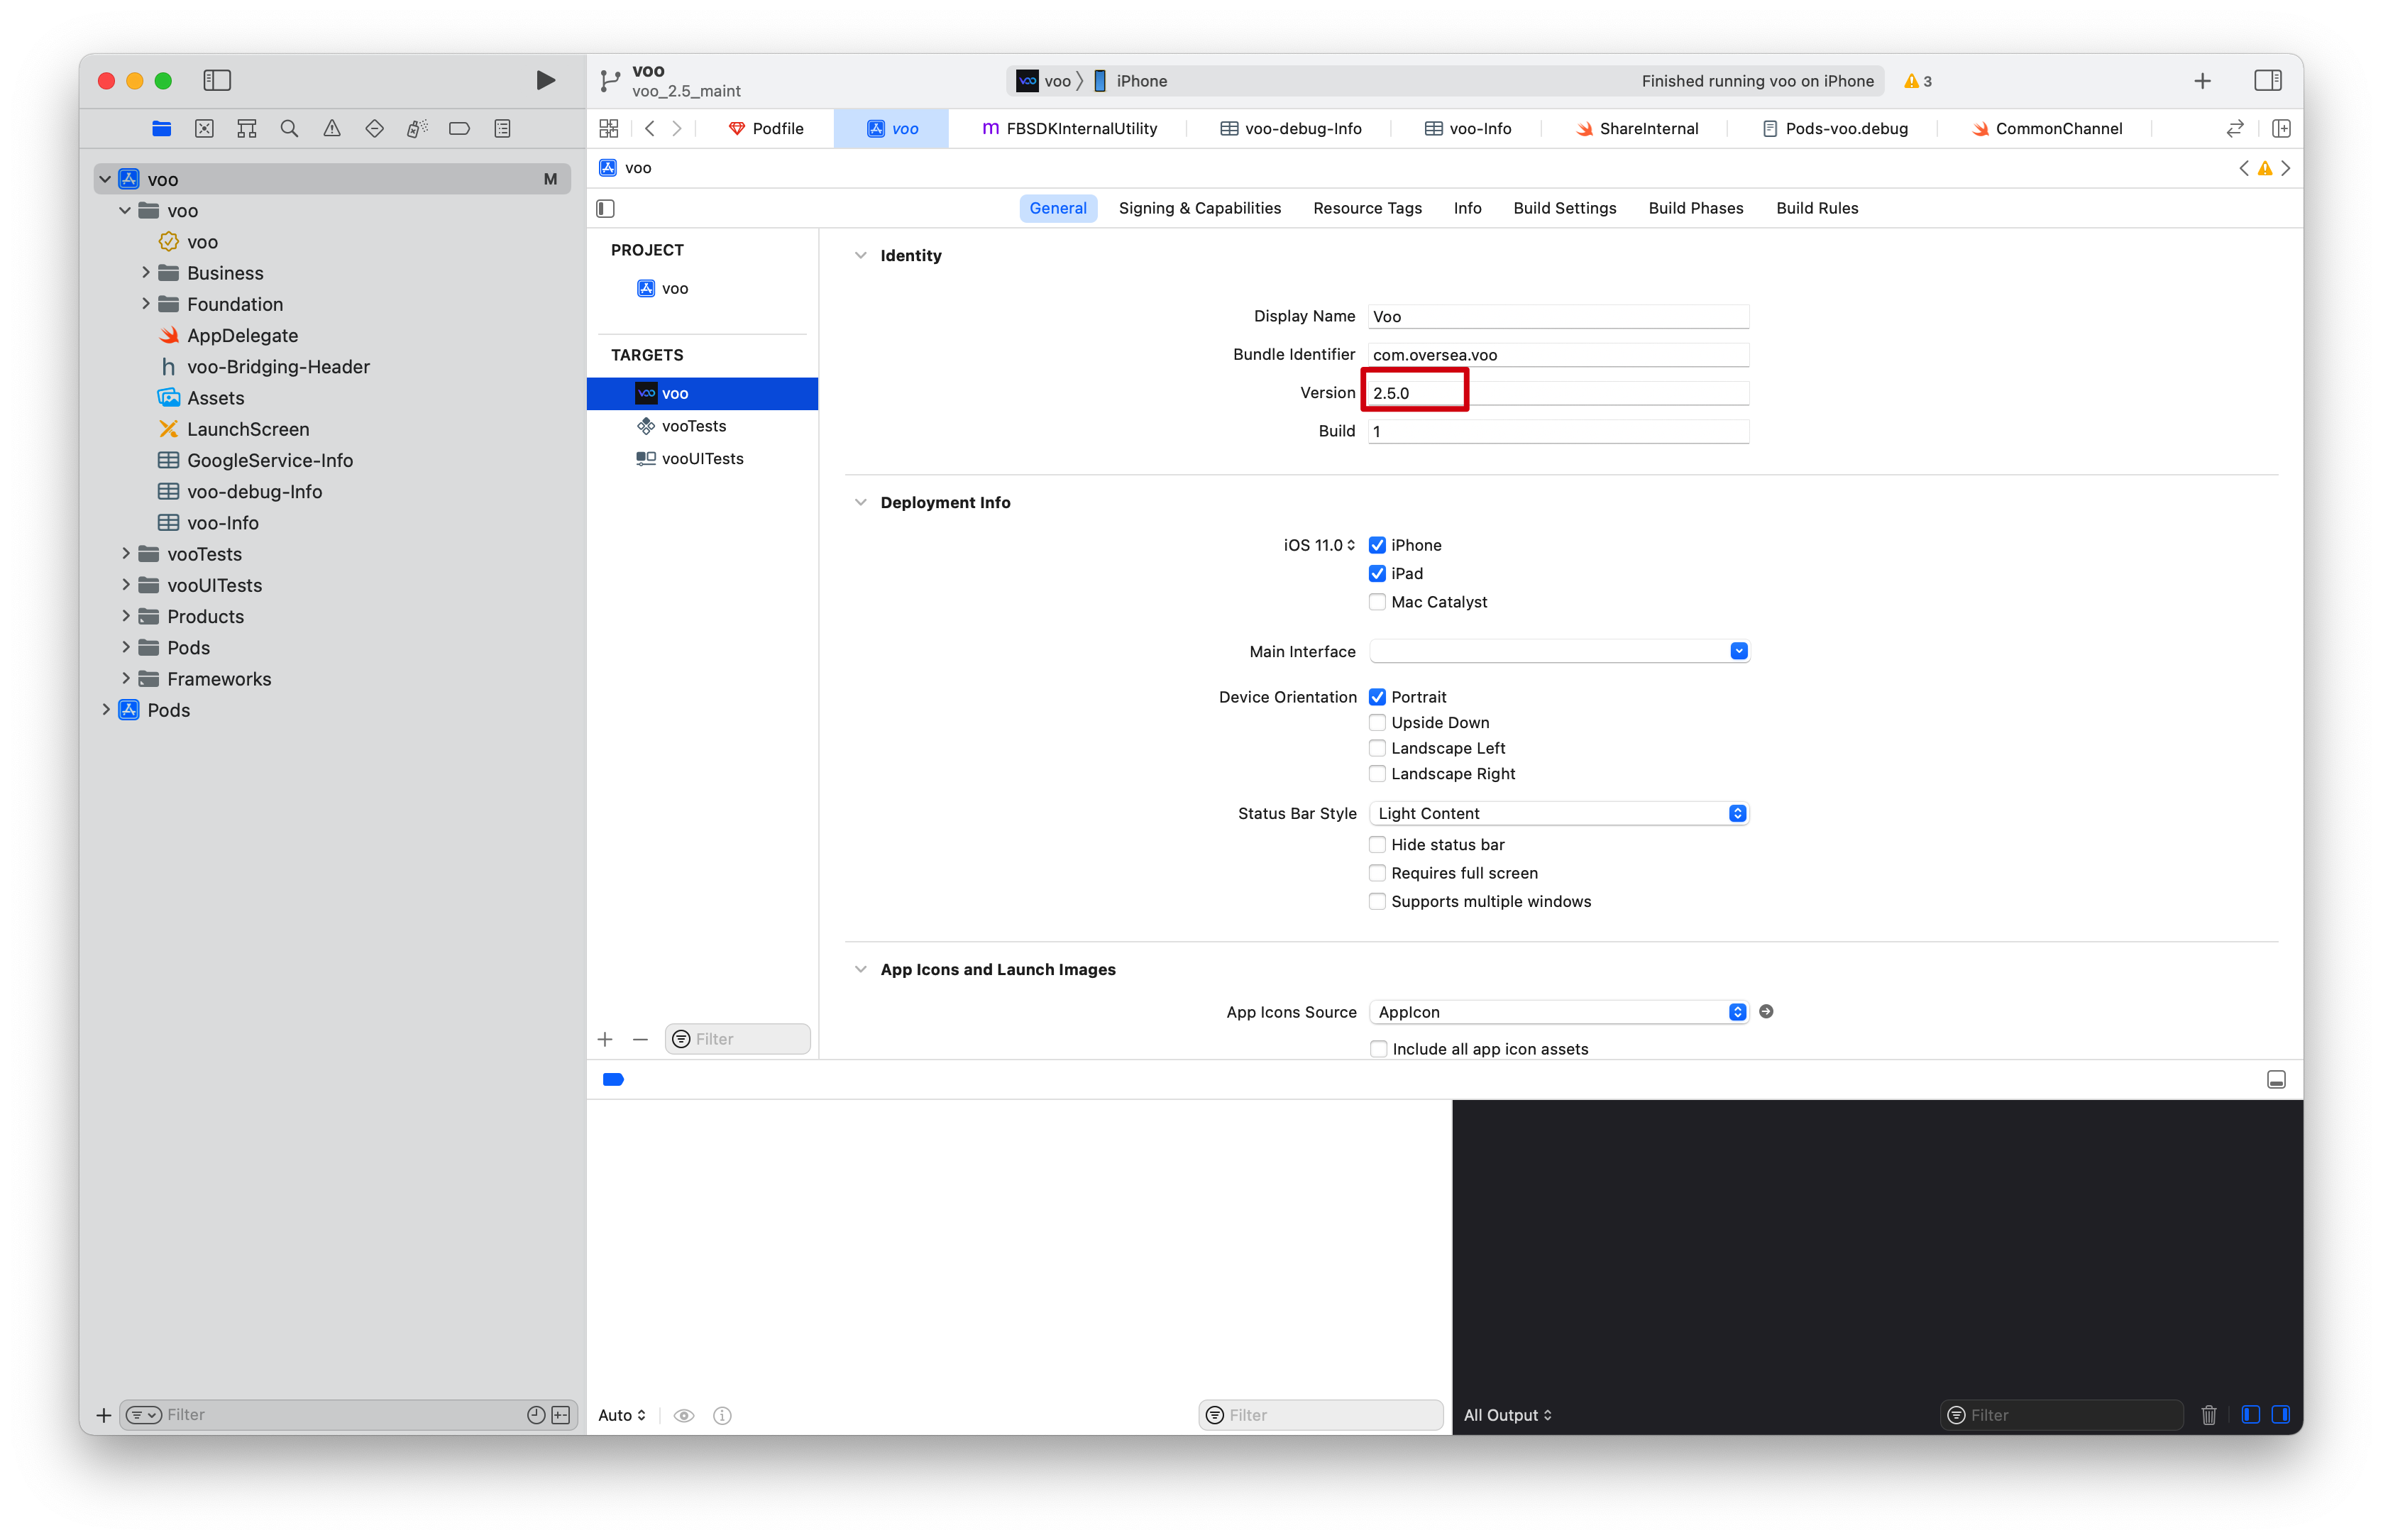 voo
voo_2.5_maint
voo
iPhone
Finished running voo on iPhone
3
Podfile
voo
m FBSDKInternalUtility
voo-debug-Info
voo-Info
ShareInternal
Pods-voo.debug
CommonChannel
voo
General
Signing & Capabilities
Resource Tags
Info
Build Settings
Build Phases
Build Rules
voo
M
voo
voo
Business
Foundation
AppDelegate
h voo-Bridging-Header
Assets
LaunchScreen
GoogleService-Info
voo-debug-Info
voo-Info
vooTests
vooUITests
Products
Pods
Frameworks
Pods
Filter
PROJECT
voo
TARGETS
voo
vooTests
vooUITests
Filter
Identity
Display Name Voo
Bundle Identifier com.oversea.voo
Version 2.5.0
Build 1
Deployment Info
iOS 11.0 iPhone
iPad
Mac Catalyst
Main Interface
Device Orientation Portrait
Upside Down
Landscape Left
Landscape Right
Status Bar Style Light Content
Hide status bar
Requires full screen
Supports multiple windows
App Icons and Launch Images
App Icons Source AppIcon
Include all app icon assets
Auto
Filter
All Output
Filter